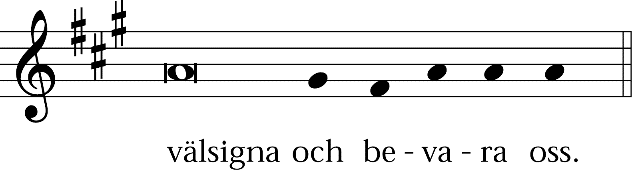 välsigna och be - va - ra oss.